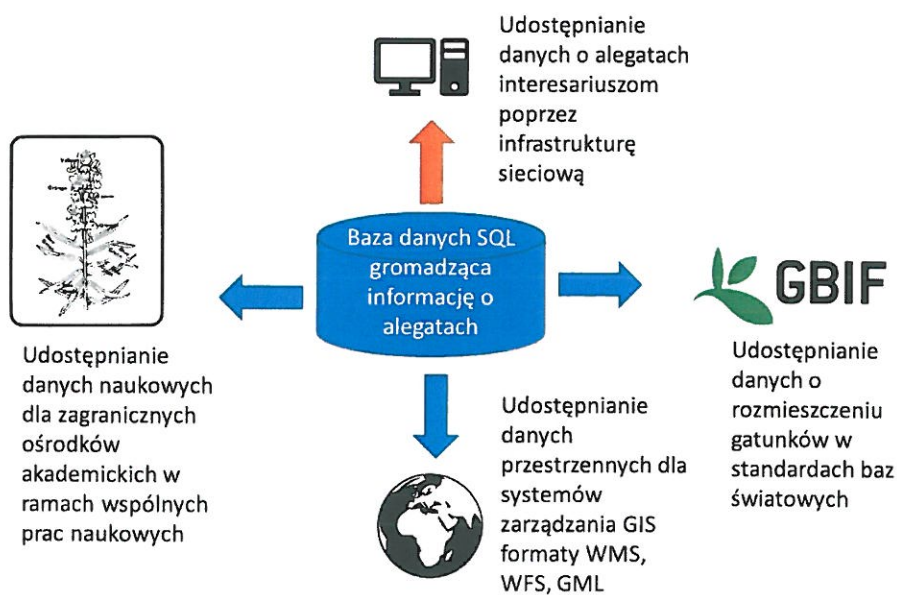 Udostępnianie
danych o alegatach
interesariuszom
poprzez
infrastrukturę
sieciową
Baza danych SQL
gromadząca
informację o
alegatach
GBIF
Udostępnianie
danych naukowych
dla zagranicznych
ośrodków
akademickich w
ramach wspólnych
prac naukowych
Udostępnianie
danych
przestrzennych dla
systemów
zarządzania GIS
formaty WMS,
WFS, GML
Udostępnianie
danych o
rozmieszczeniu
gatunków w
standardach baz
światowych